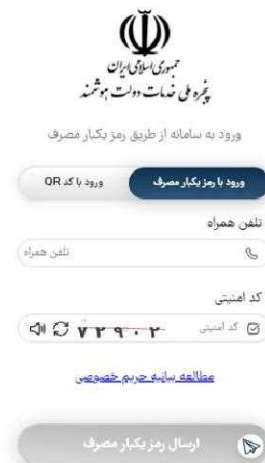 جمهوری اسلامی ایران
پنجره ملی خدمات دولت هوشمند
ورود به سامانه از طریق رمز یکبار مصرف
ورود با رمز یکبار مصرف
ورود با کد QR
تلفن همراه
تلفن همراه
کد امنیتی
کد امنیتی
۷۲۹۰۲
مطالعه بیانیه حریم خصوصی
ارسال رمز یکبار مصرف